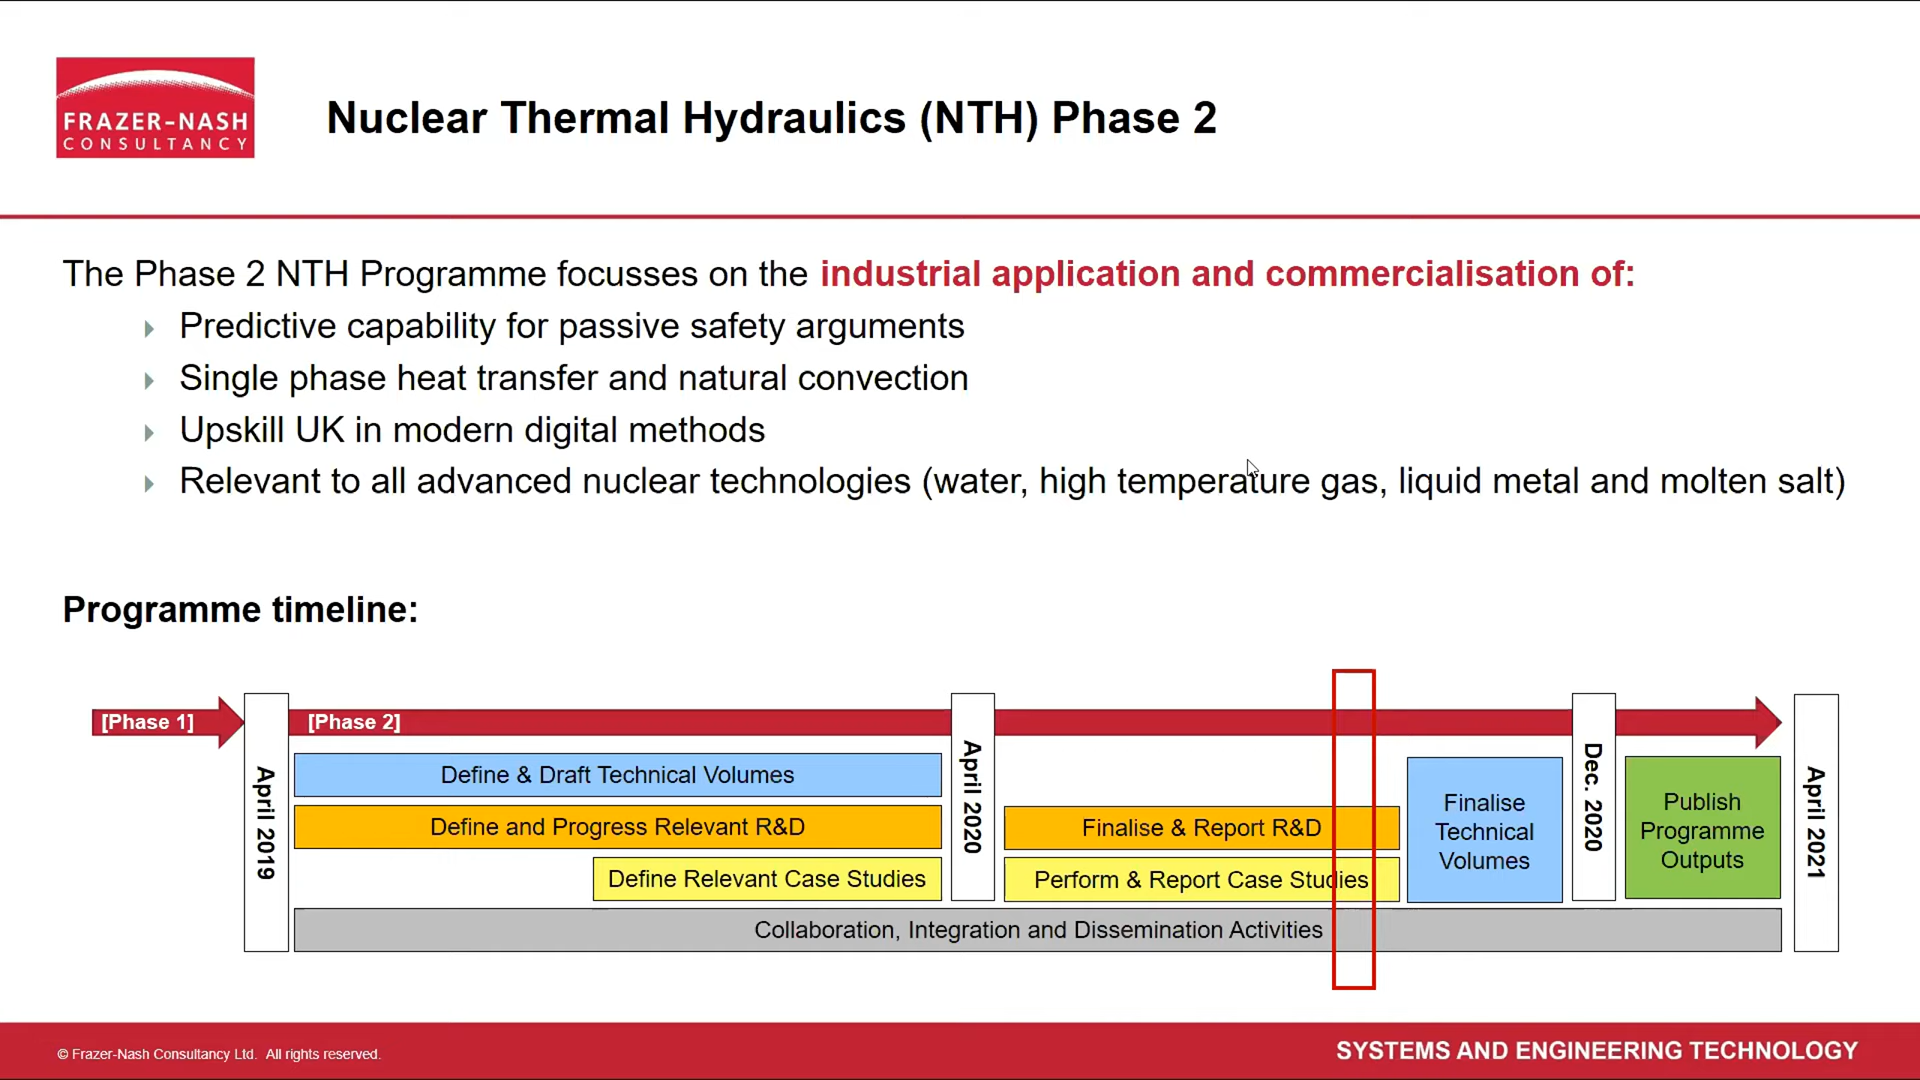 FRAZER-NASH
CONSULTANCY
Nuclear Thermal Hydraulics (NTH) Phase 2
The Phase 2 NTH Programme focusses on the industrial application and commercialisation of:
Predictive capability for passive safety arguments
Single phase heat transfer and natural convection
Upskill UK in modern digital methods
Relevant to all advanced nuclear technologies (water, high temperature gas, liquid metal and molten salt)
Programme timeline:
[Phase 1]
April 2019
[Phase 2]
Define & Draft Technical Volumes
Define and Progress Relevant R&D
Define Relevant Case Studies
April 2020
Finalise & Report R&D
Perform & Report Case Studies
Finalise
Technical
Volumes
Dec. 2020
Publish
Programme
Outputs
April 2021
Collaboration, Integration and Dissemination Activities
© Frazer-Nash Consultancy Ltd. All rights reserved.
SYSTEMS AND ENGINEERING TECHNOLOGY